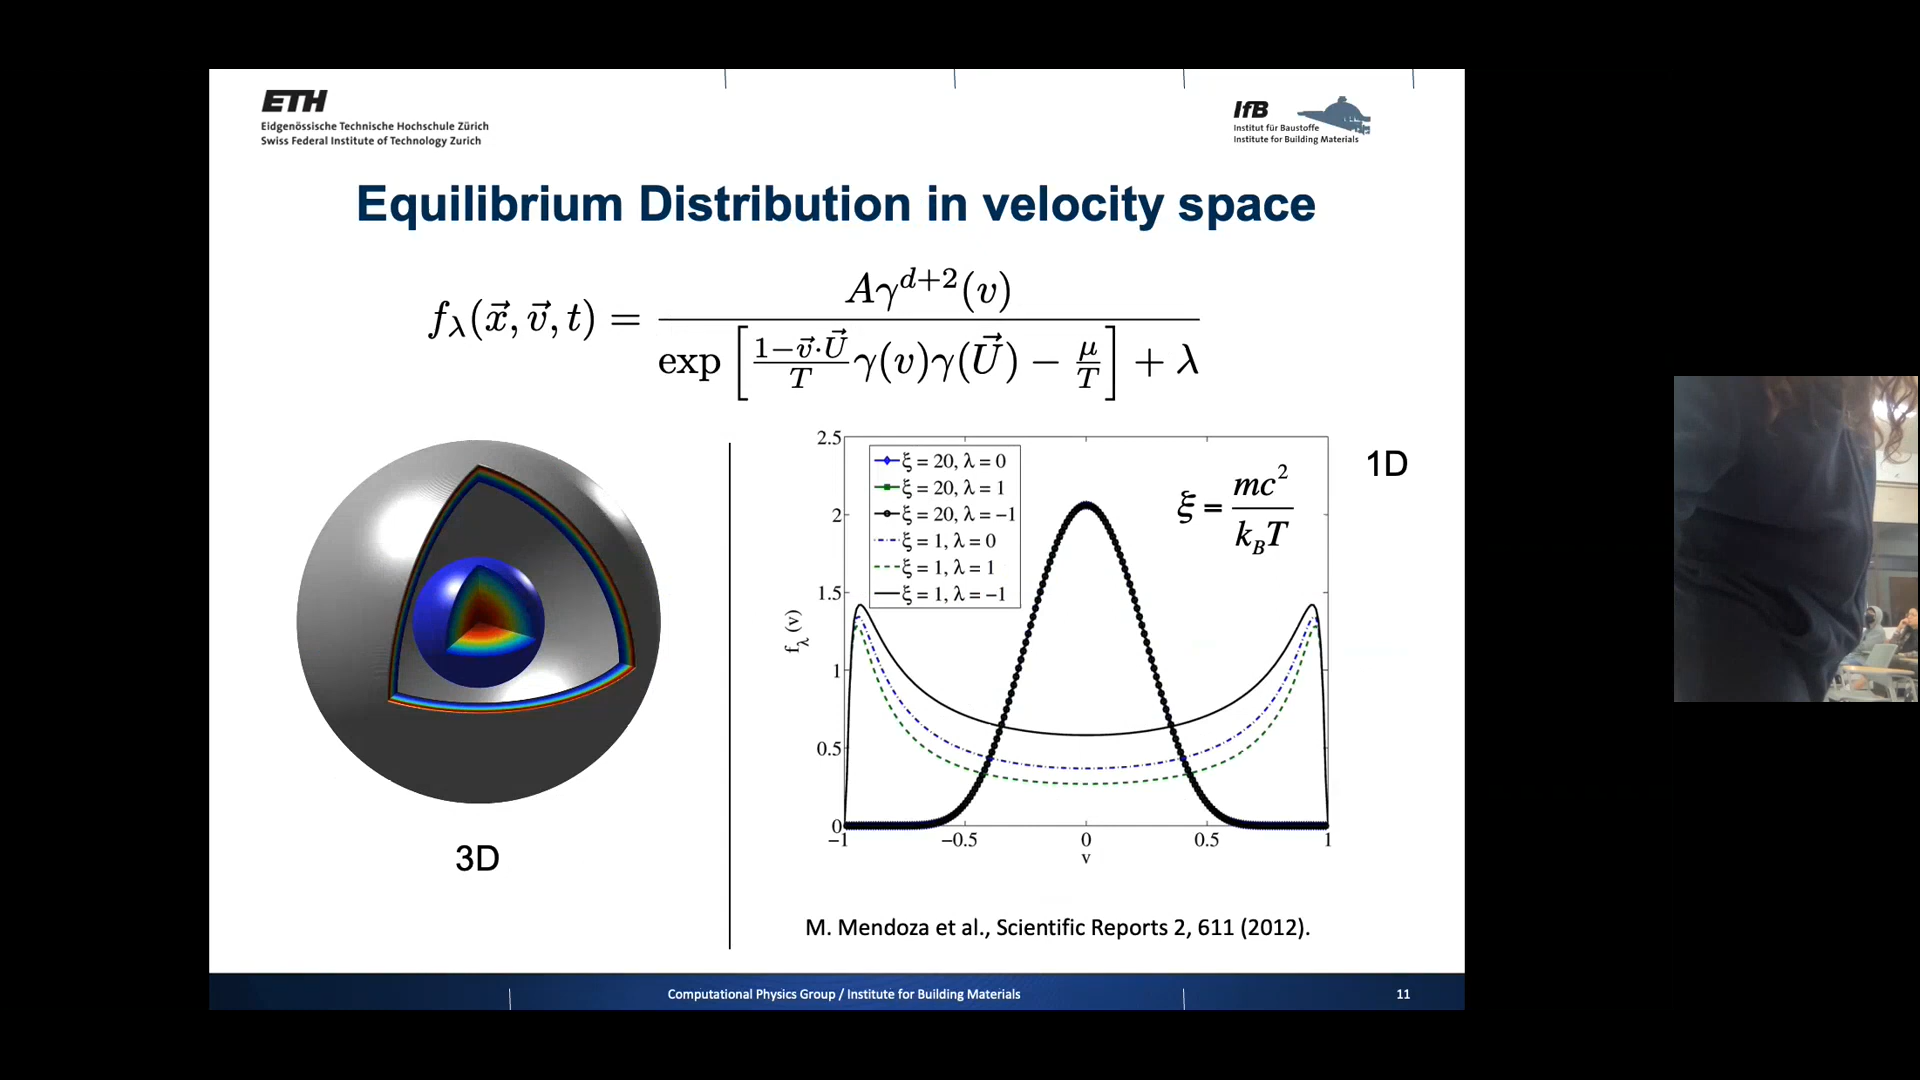 ETH
Eidgenössische Technische Hochschule Zürich
Swiss Federal Institute of Technology Zurich
IfB
Institut für Baustoffe
Institute for Building Materials
Equilibrium Distribution in velocity space
f_λ(x⃗, v⃗, t) = Aγ^{d+2}(v) / (exp[(1−v⃗·U⃗)/T γ(v)γ(U⃗) − μ/T] + λ)
3D
2.5
2
1.5
1
0.5
0
f_λ (v)
ξ = 20, λ = 0
ξ = 20, λ = 1
ξ = 20, λ = −1
ξ = 1, λ = 0
ξ = 1, λ = 1
ξ = 1, λ = −1
ξ = mc² / k_B T
1D
−1 −0.5 0 0.5 1
v
M. Mendoza et al., Scientific Reports 2, 611 (2012).
Computational Physics Group / Institute for Building Materials
11